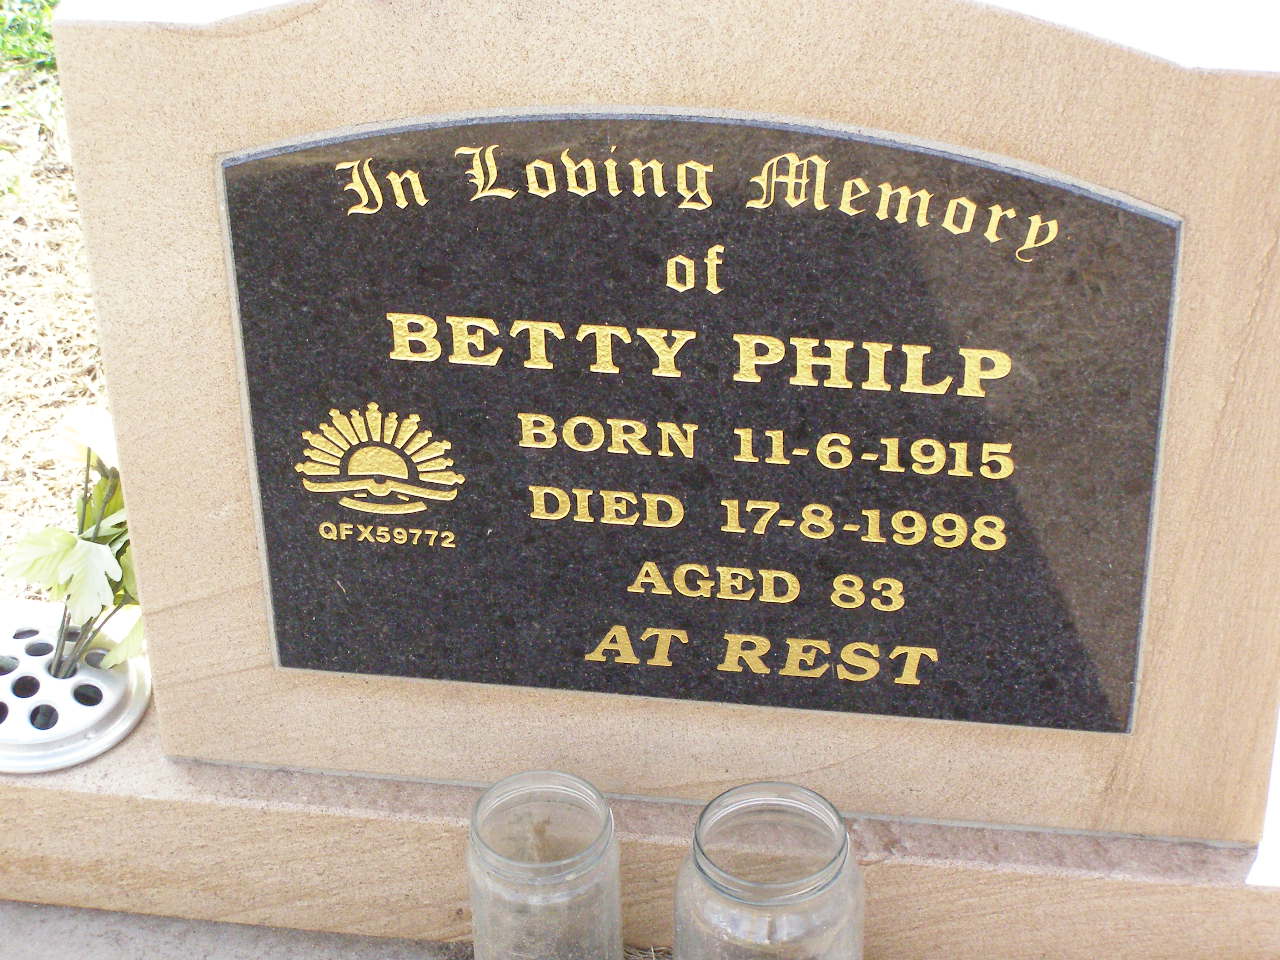 In Loving Memory
of
BETTY PHILP
BORN 11-6-1915
DIED 17-8-1998
QFX59772
AGED 83
AT REST